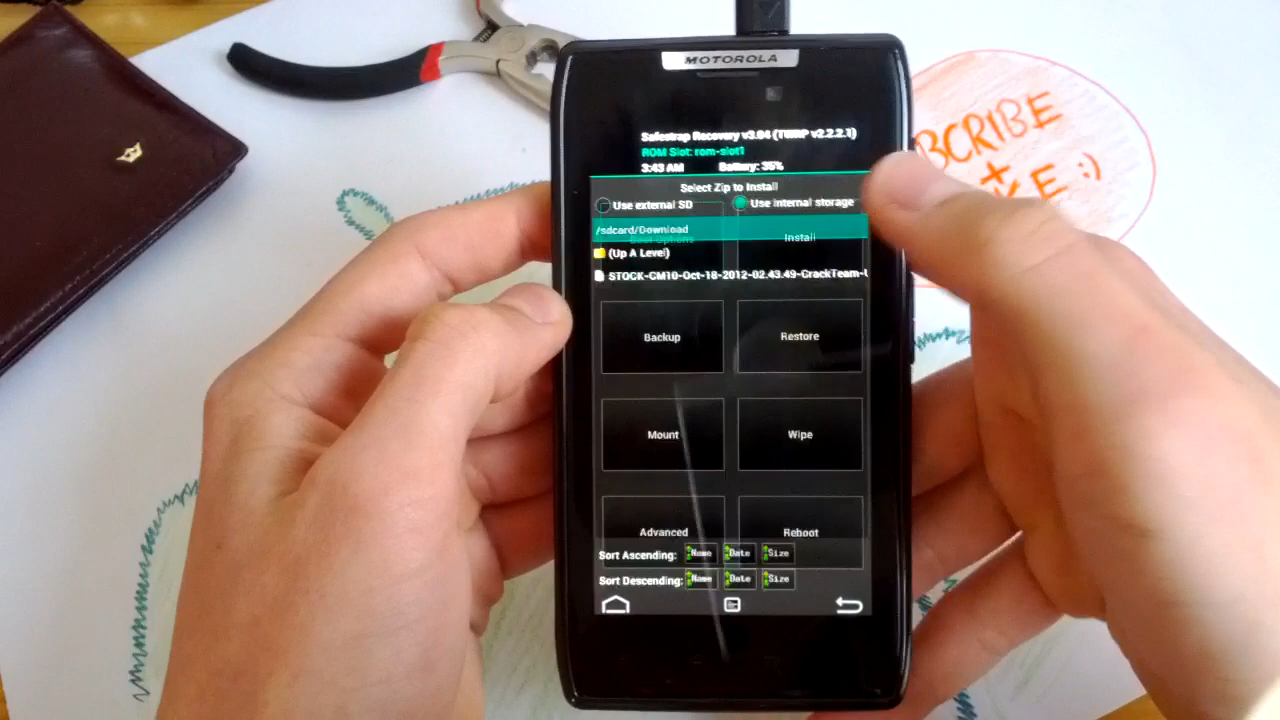 MOTOROLA
Safestrap Recovery v3.04 (TWRP v2.2.2.1)
ROM Slot: rom-slot1
3:43 AM Battery: 35%
Select Zip to Install
Use external SD Use internal storage
/sdcard/Download
Boot Options Install
(Up A Level)
STOCK-CM10-Oct-18-2012-02.43.49-CrackTeam-
Backup Restore
Mount Wipe
Advanced Reboot
Sort Ascending: Name Date Size
Sort Descending: Name Date Size
BCRIBE
+
E :)